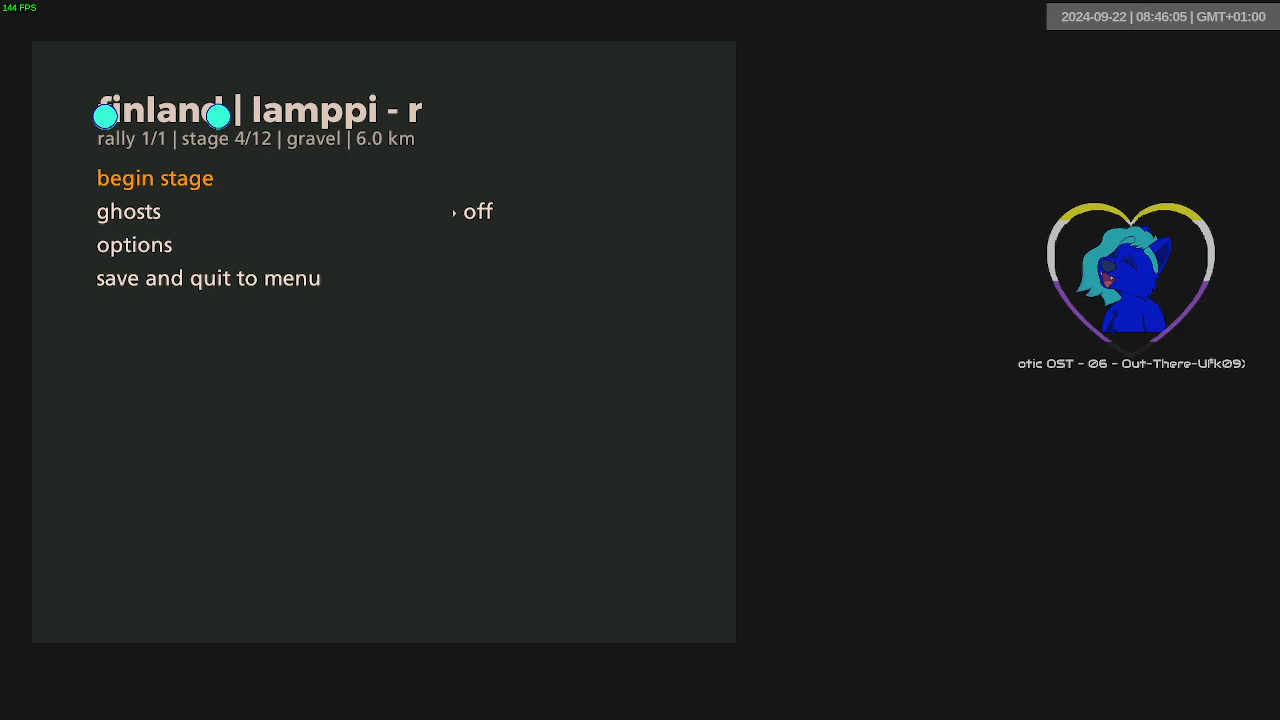 144 FPS
2024-09-22 | 08:46:05 | GMT+01:00
finland | lamppi - r
rally 1/1 | stage 4/12 | gravel | 6.0 km
begin stage
ghosts
off
options
save and quit to menu
otic OST - 06 - Out-There-Ufk09)